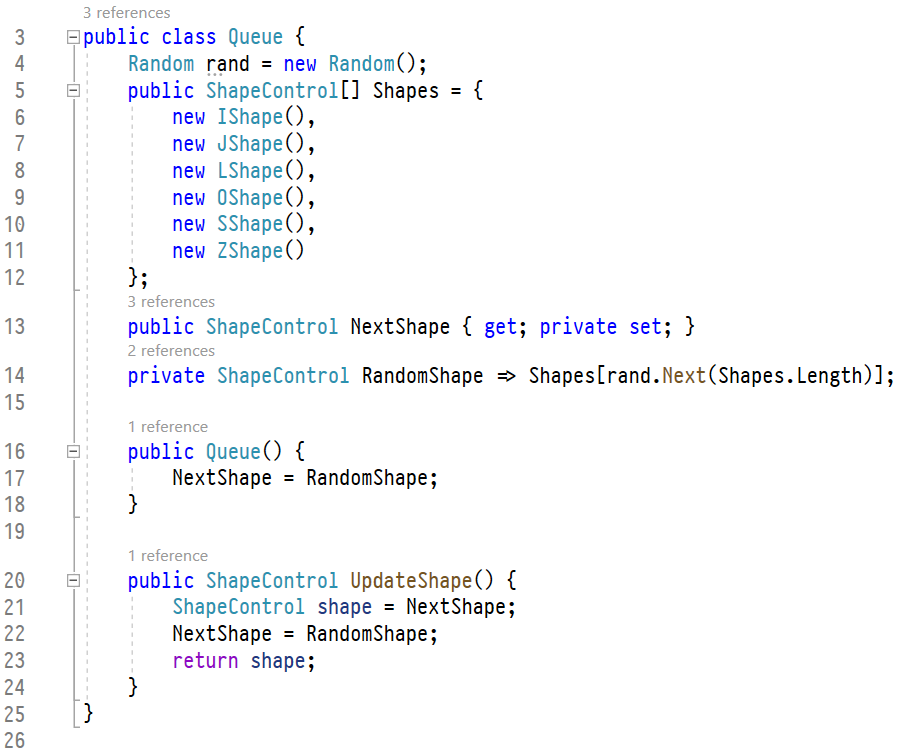 3 references
3 public class Queue {
4 Random rand = new Random();
5 public ShapeControl[] Shapes = {
6 new IShape(),
7 new JShape(),
8 new LShape(),
9 new OShape(),
10 new SShape(),
11 new ZShape()
12 };
3 references
13 public ShapeControl NextShape { get; private set; }
2 references
14 private ShapeControl RandomShape => Shapes[rand.Next(Shapes.Length)];
15
1 reference
16 public Queue() {
17 NextShape = RandomShape;
18 }
19
1 reference
20 public ShapeControl UpdateShape() {
21 ShapeControl shape = NextShape;
22 NextShape = RandomShape;
23 return shape;
24 }
25 }
26